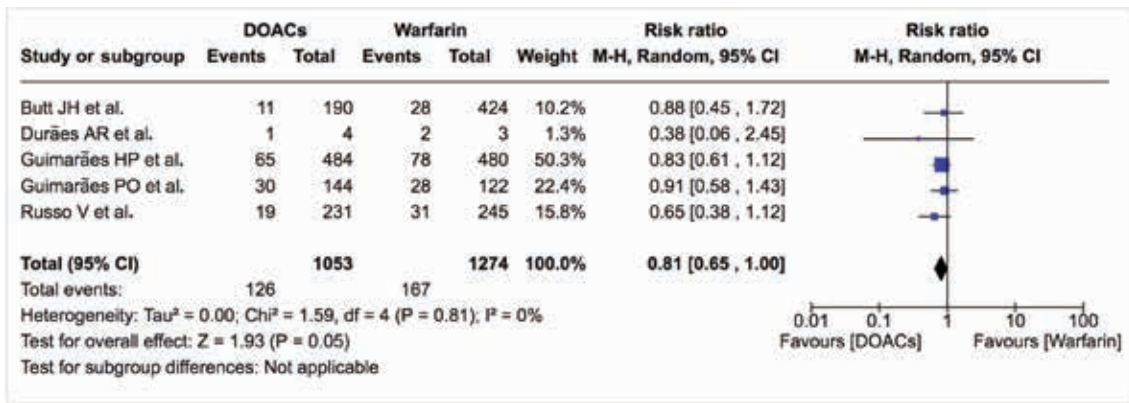 DOACs Warfarin Risk ratio Risk ratio
Study or subgroup Events Total Events Total Weight M-H, Random, 95% CI M-H, Random, 95% CI
Butt JH et al. 11 190 28 424 10.2% 0.88 [0.45 , 1.72]
Durães AR et al. 1 4 2 3 1.3% 0.38 [0.06 , 2.45]
Guimarães HP et al. 65 484 78 480 50.3% 0.83 [0.61 , 1.12]
Guimarães PO et al. 30 144 28 122 22.4% 0.91 [0.58 , 1.43]
Russo V et al. 19 231 31 245 15.8% 0.65 [0.38 , 1.12]
Total (95% CI) 1053 1274 100.0% 0.81 [0.65 , 1.00]
Total events: 126 167
Heterogeneity: Tau² = 0.00; Chi² = 1.59, df = 4 (P = 0.81); I² = 0%
0.01 0.1 1 10 100
Test for overall effect: Z = 1.93 (P = 0.05)
Favours [DOACs] Favours [Warfarin]
Test for subgroup differences: Not applicable